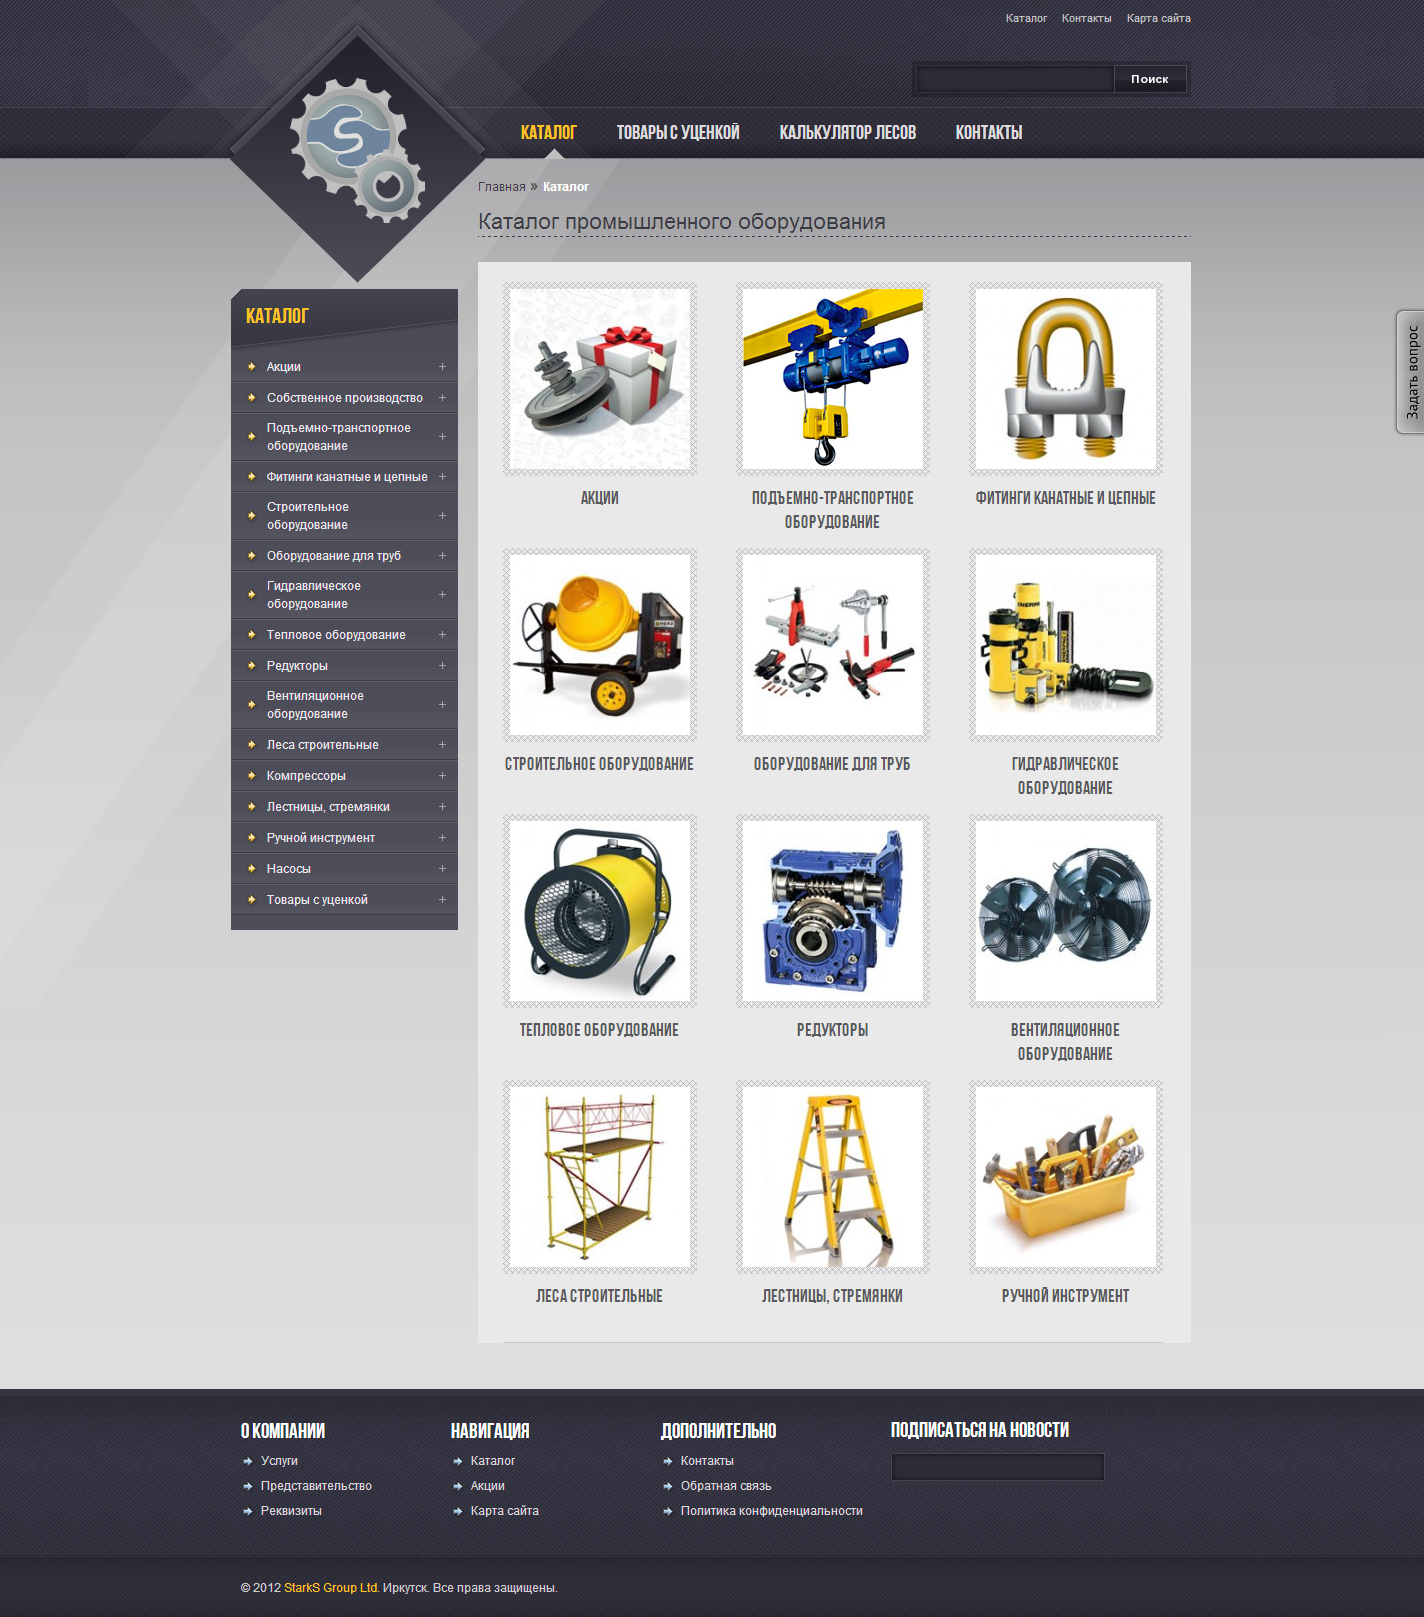 Каталог Контакты Карта сайта
Поиск
КАТАЛОГ ТОВАРЫ С УЦЕНКОЙ КАЛЬКУЛЯТОР ЛЕСОВ КОНТАКТЫ
Главная » Каталог
Каталог промышленного оборудования
КАТАЛОГ
Акции
Собственное производство
Подъемно-транспортное
оборудование
Фитинги канатные и цепные
Строительное
оборудование
Оборудование для труб
Гидравлическое
оборудование
Тепловое оборудование
Редукторы
Вентиляционное
оборудование
Леса строительные
Компрессоры
Лестницы, стремянки
Ручной инструмент
Насосы
Товары с уценкой
Задать вопрос
АКЦИИ
ПОДЪЕМНО-ТРАНСПОРТНОЕ
ОБОРУДОВАНИЕ
ФИТИНГИ КАНАТНЫЕ И ЦЕПНЫЕ
СТРОИТЕЛЬНОЕ ОБОРУДОВАНИЕ
ОБОРУДОВАНИЕ ДЛЯ ТРУБ
ГИДРАВЛИЧЕСКОЕ
ОБОРУДОВАНИЕ
ТЕПЛОВОЕ ОБОРУДОВАНИЕ
РЕДУКТОРЫ
ВЕНТИЛЯЦИОННОЕ
ОБОРУДОВАНИЕ
ЛЕСА СТРОИТЕЛЬНЫЕ
ЛЕСТНИЦЫ, СТРЕМЯНКИ
РУЧНОЙ ИНСТРУМЕНТ
О КОМПАНИИ
Услуги
Представительство
Реквизиты
НАВИГАЦИЯ
Каталог
Акции
Карта сайта
ДОПОЛНИТЕЛЬНО
Контакты
Обратная связь
Политика конфиденциальности
ПОДПИСАТЬСЯ НА НОВОСТИ
© 2012 StarkS Group Ltd. Иркутск. Все права защищены.